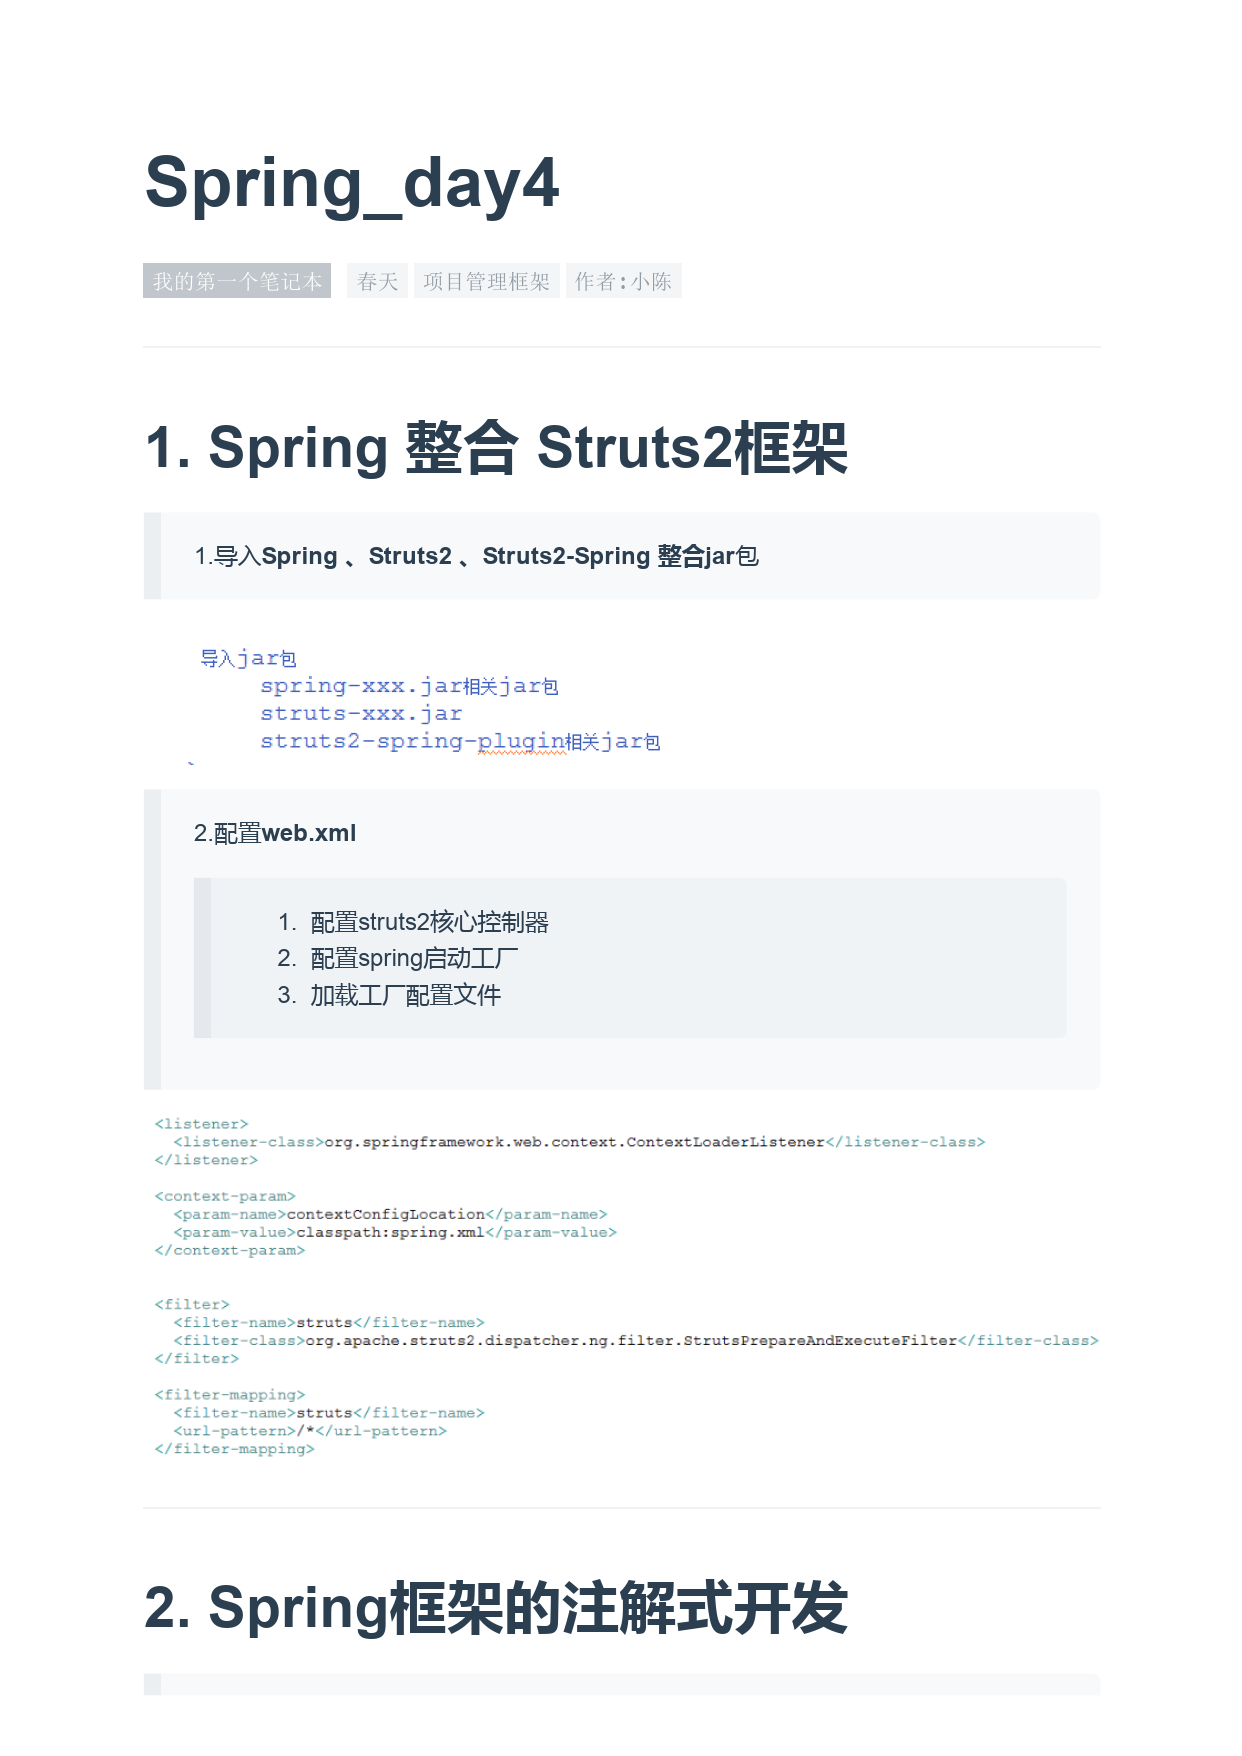 Spring_day4
我的第一个笔记本 春天 项目管理框架 作者:小陈
1. Spring 整合 Struts2框架
1.导入Spring 、Struts2 、Struts2-Spring 整合jar包
导入jar包
spring-xxx.jar相关jar包
struts-xxx.jar
struts2-spring-plugin相关jar包
2.配置web.xml
1. 配置struts2核心控制器
2. 配置spring启动工厂
3. 加载工厂配置文件
<listener>
<listener-class>org.springframework.web.context.ContextLoaderListener</listener-class>
</listener>
<context-param>
<param-name>contextConfigLocation</param-name>
<param-value>classpath:spring.xml</param-value>
</context-param>
<filter>
<filter-name>struts</filter-name>
<filter-class>org.apache.struts2.dispatcher.ng.filter.StrutsPrepareAndExecuteFilter</filter-class>
</filter>
<filter-mapping>
<filter-name>struts</filter-name>
<url-pattern>/*</url-pattern>
</filter-mapping>
2. Spring框架的注解式开发